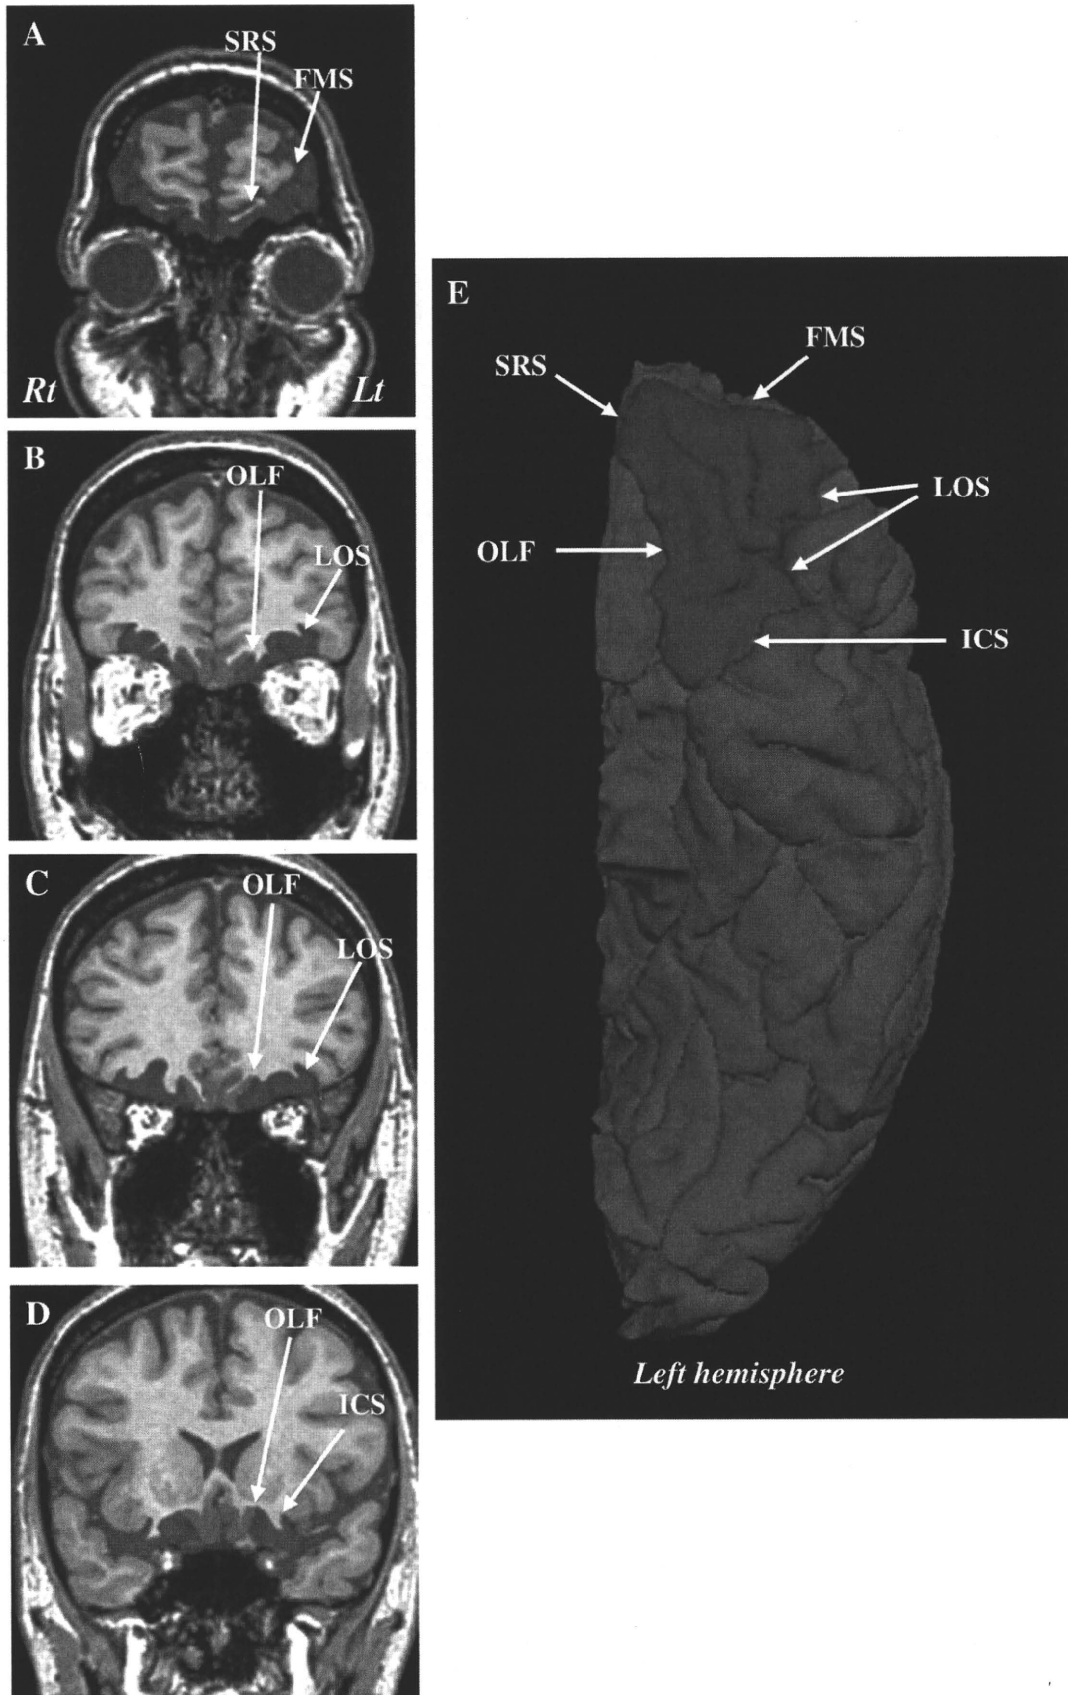 A
SRS
FMS
Rt
Lt
B
OLF
LOS
C
OLF
LOS
D
OLF
ICS
E
FMS
SRS
LOS
OLF
ICS
Left hemisphere